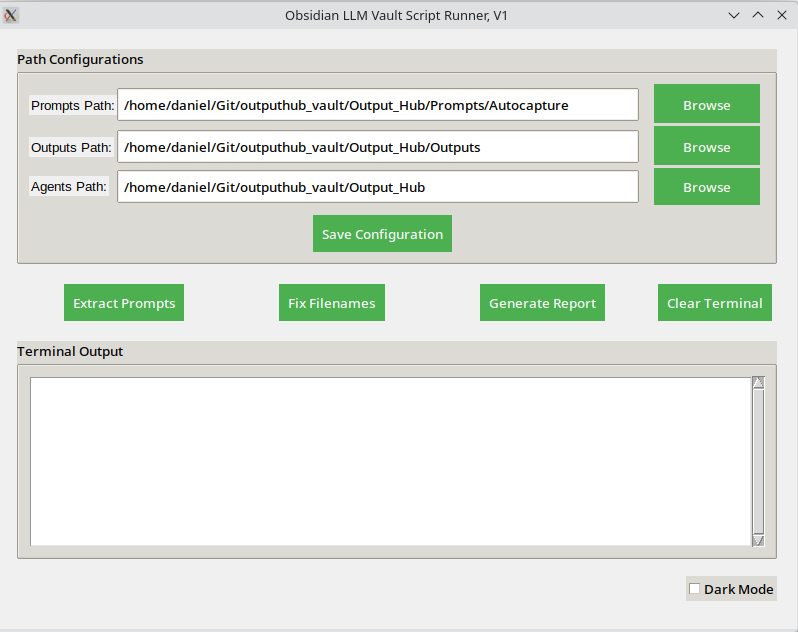 Obsidian LLM Vault Script Runner, V1
Path Configurations
Prompts Path: /home/daniel/Git/outputhub_vault/Output_Hub/Prompts/Autocapture Browse
Outputs Path: /home/daniel/Git/outputhub_vault/Output_Hub/Outputs Browse
Agents Path: /home/daniel/Git/outputhub_vault/Output_Hub Browse
Save Configuration
Extract Prompts Fix Filenames Generate Report Clear Terminal
Terminal Output
Dark Mode